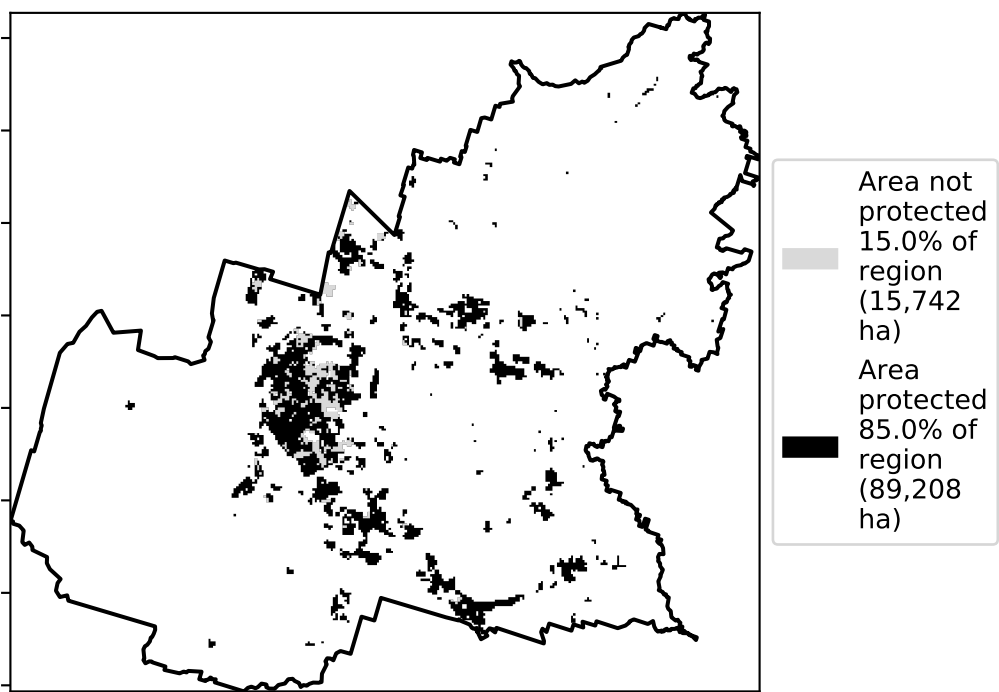 Area not
protected
15.0% of
region
(15,742
ha)
Area
protected
85.0% of
region
(89,208
ha)